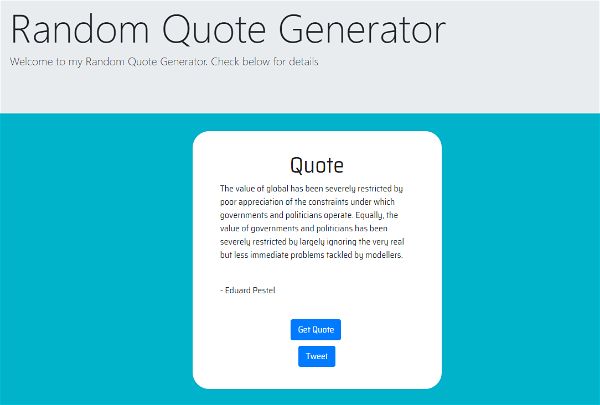 Random Quote Generator
Welcome to my Random Quote Generator. Check below for details
Quote
The value of global has been severely restricted by
poor appreciation of the constraints under which
governments and politicians operate. Equally, the
value of governments and politicians has been
severely restricted by largely ignoring the very real
but less immediate problems tackled by modellers.
- Eduard Pestel
Get Quote
Tweet